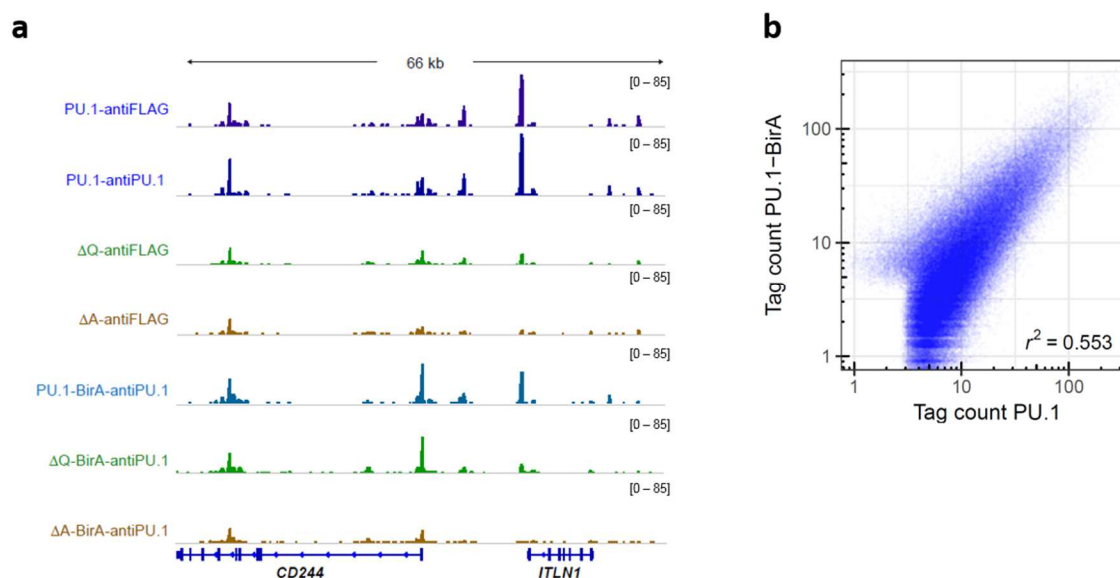 a
66 kb
[0 – 85]
PU.1-antiFLAG
[0 – 85]
PU.1-antiPU.1
[0 – 85]
ΔQ-antiFLAG
[0 – 85]
ΔA-antiFLAG
[0 – 85]
PU.1-BirA-antiPU.1
[0 – 85]
ΔQ-BirA-antiPU.1
[0 – 85]
ΔA-BirA-antiPU.1
CD244 ITLN1
b
Tag count PU.1−BirA
100
10
1
r² = 0.553
1 10 100
Tag count PU.1